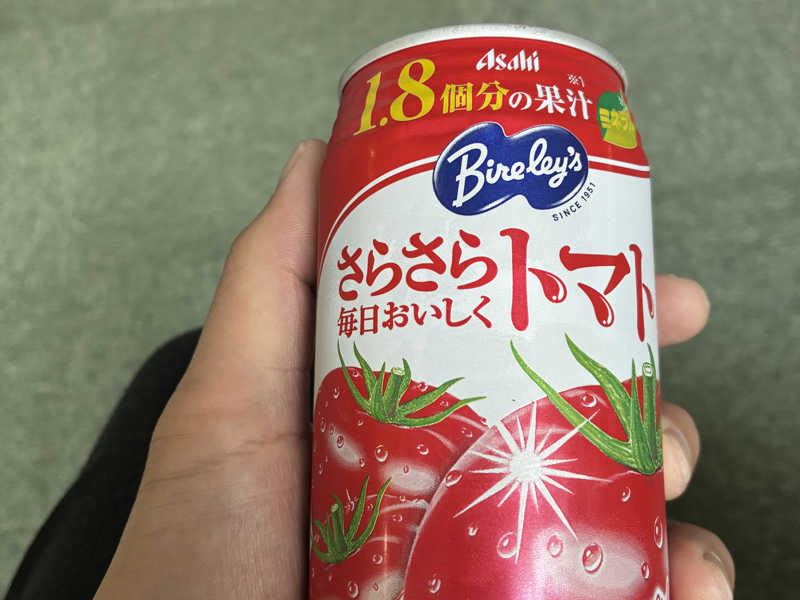 Asahi
1.8個分の果汁
※1
Bireley's
SINCE 1951
さらさらトマト
毎日おいしく